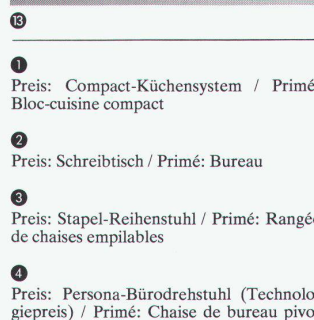 ⓭
❶
Preis: Compact-Küchensystem / Primé
Bloc-cuisine compact
❷
Preis: Schreibtisch / Primé: Bureau
❸
Preis: Stapel-Reihenstuhl / Primé: Rangée
de chaises empilables
❹
Preis: Persona-Bürodrehstuhl (Technolo
giepreis) / Primé: Chaise de bureau pivo